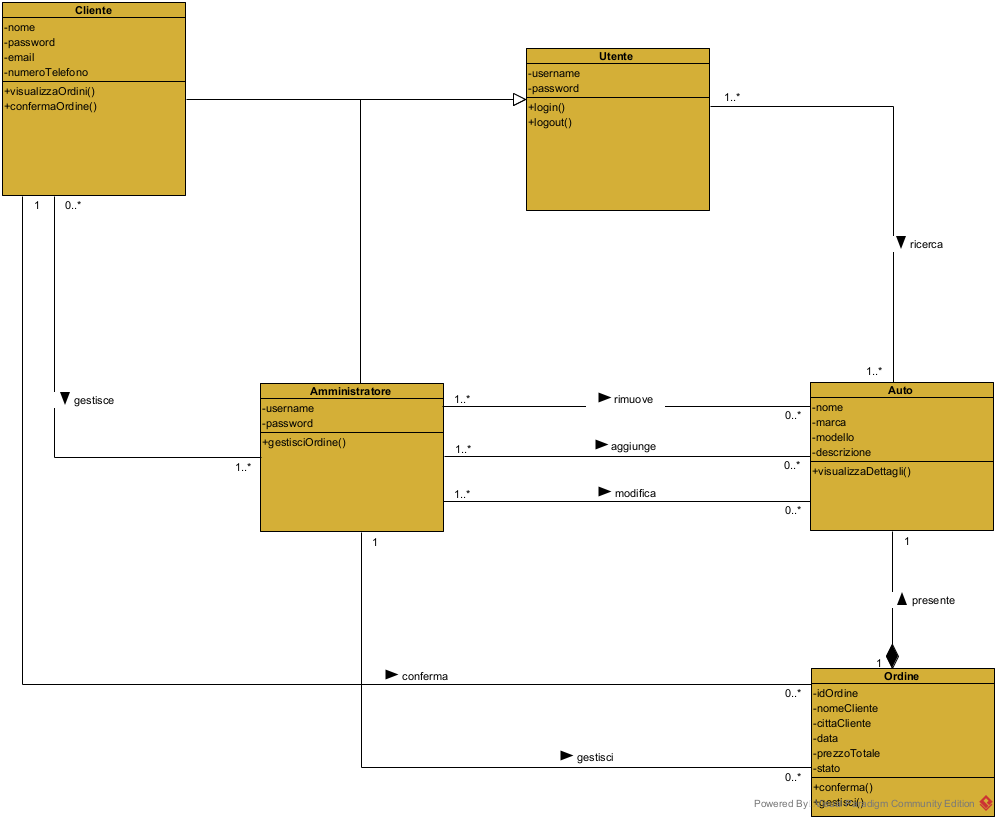 Cliente
-nome
-password
-email
-numeroTelefono
+visualizzaOrdini()
+confermaOrdine()
Utente
-username
-password
+login()
+logout()
1..*
1
0..*
ricerca
1..*
gestisce
1..*
Amministratore
-username
-password
+gestisciOrdine()
1..*
rimuove
0..*
1..*
aggiunge
0..*
1..*
modifica
0..*
Auto
-nome
-marca
-modello
-descrizione
+visualizzaDettagli()
1
1
presente
1
conferma
0..*
gestisci
0..*
Ordine
-idOrdine
-nomeCliente
-cittaCliente
-data
-prezzoTotale
-stato
+conferma()
+gestisci()
Powered By: Visual Paradigm Community Edition